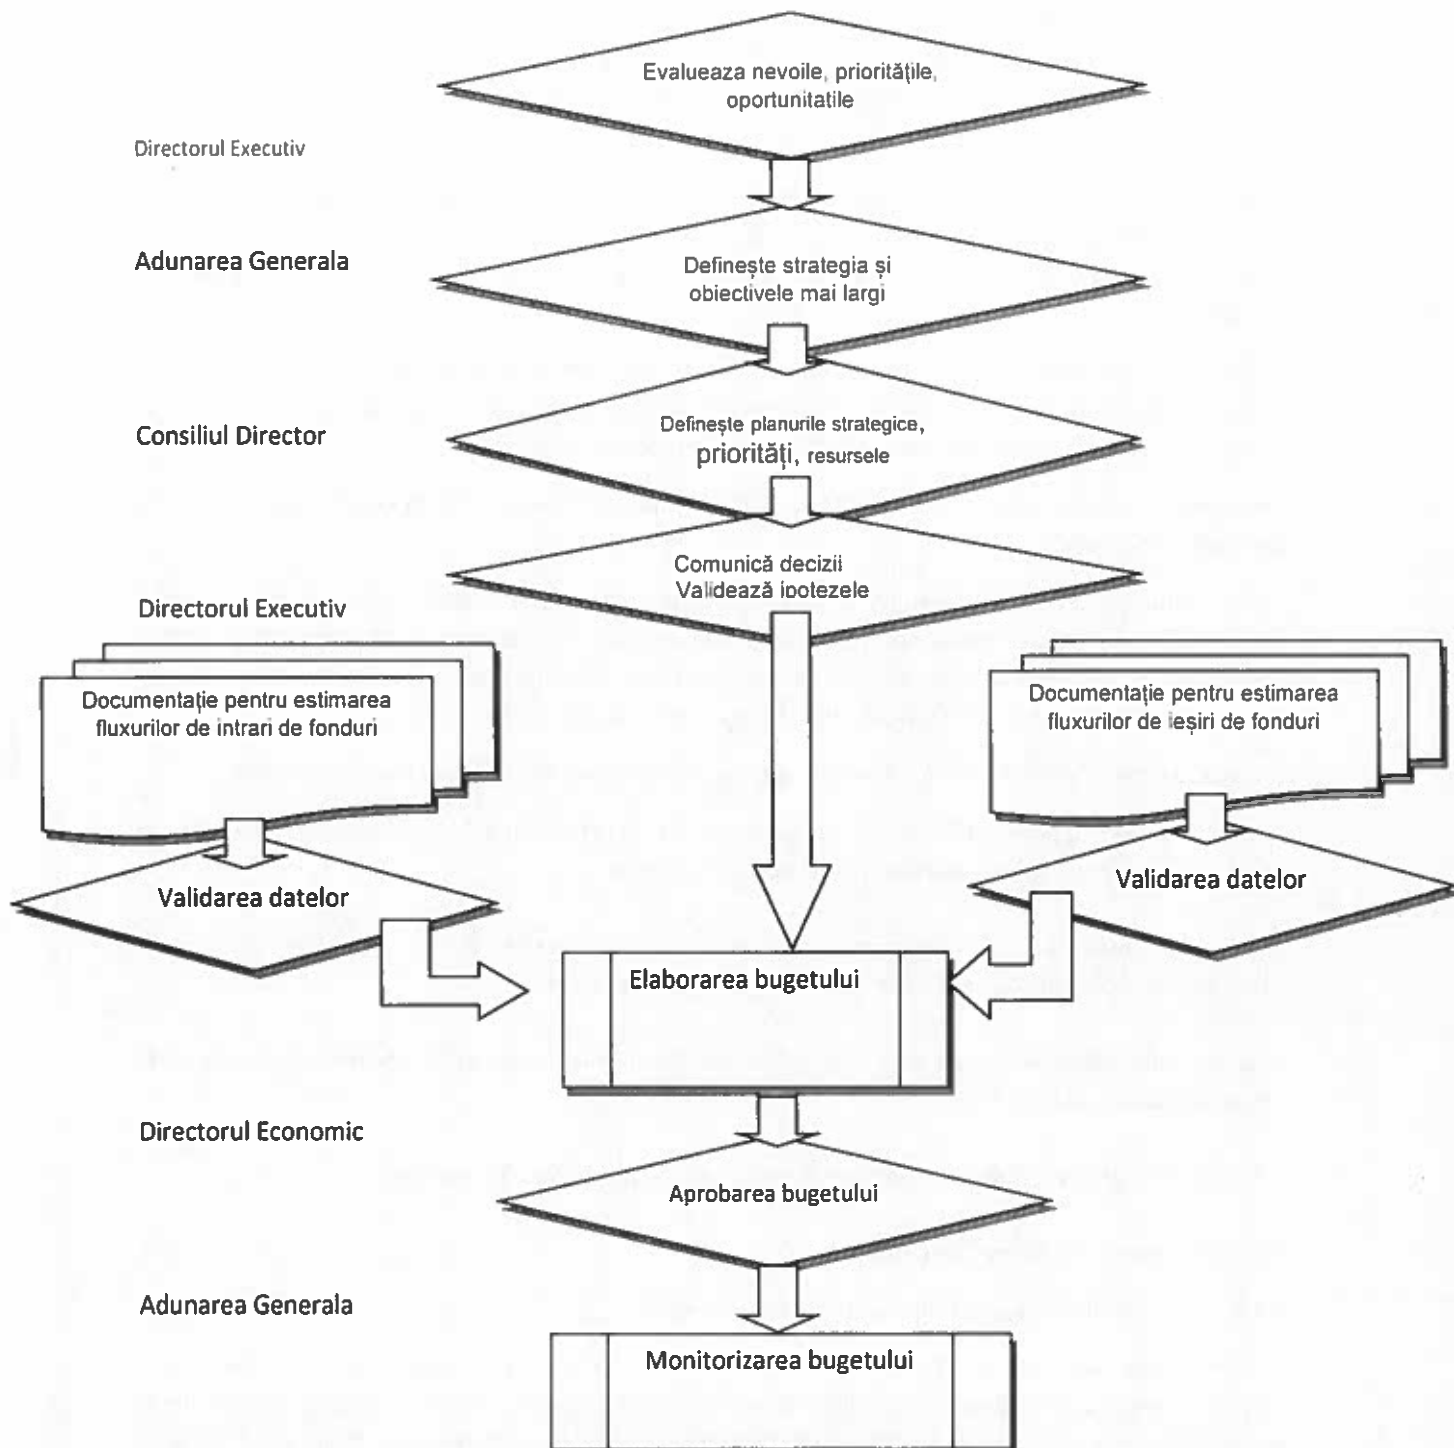 Evalueaza nevoile, prioritățile,
oportunitatile
Directorul Executiv
Adunarea Generala
Definește strategia și
obiectivele mai largi
Consiliul Director
Definește planurile strategice,
priorități, resursele
Comunică decizii
Validează ipotezele
Directorul Executiv
Documentație pentru estimarea
fluxurilor de intrari de fonduri
Documentație pentru estimarea
fluxurilor de ieșiri de fonduri
Validarea datelor
Validarea datelor
Elaborarea bugetului
Directorul Economic
Aprobarea bugetului
Adunarea Generala
Monitorizarea bugetului